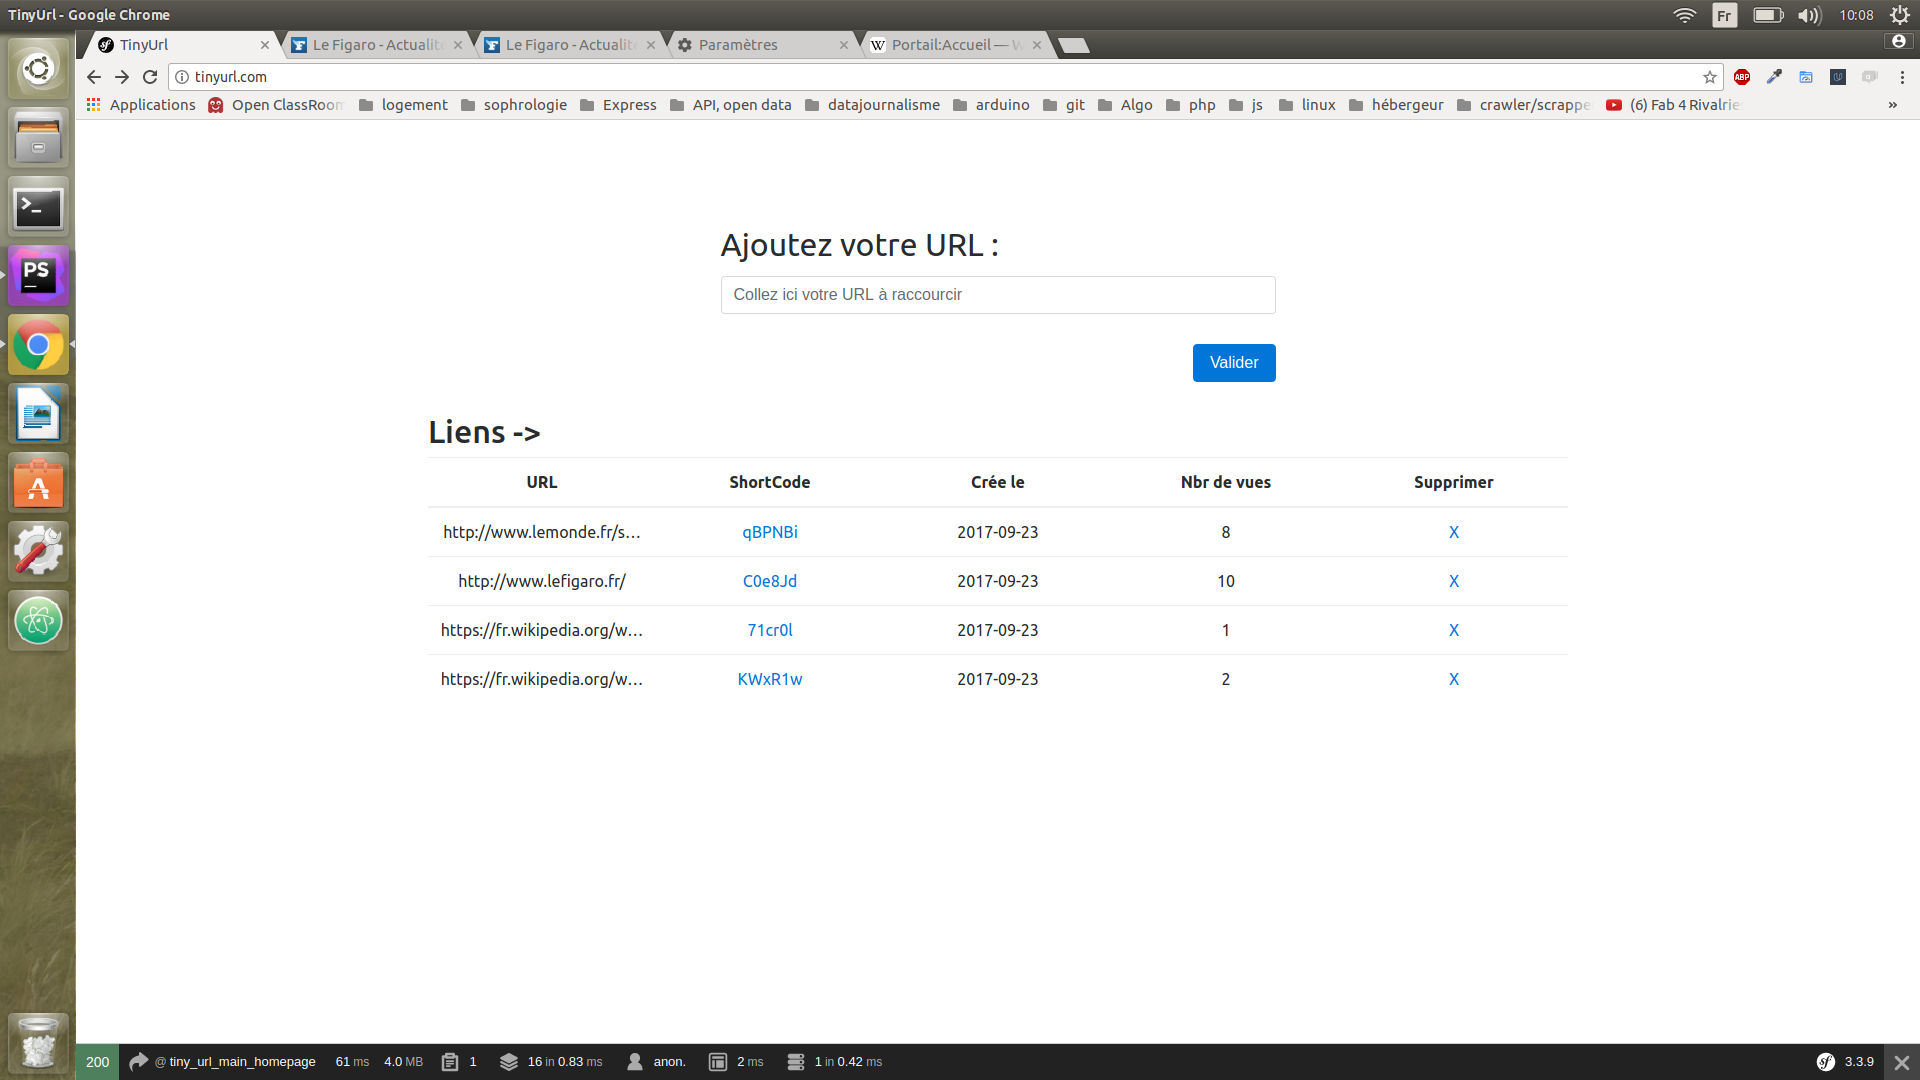 TinyUrl - Google Chrome
Fr
10:08
TinyUrl
Le Figaro - Actualité
Le Figaro - Actualité
Paramètres
Portail:Accueil — W
tinyurl.com
ABP
Applications
Open ClassRoom
logement
sophrologie
Express
API, open data
datajournalisme
arduino
git
Algo
php
js
linux
hébergeur
crawler/scrappe
(6) Fab 4 Rivalrie
»
PS
Ajoutez votre URL :
Collez ici votre URL à raccourcir
Valider
Liens ->
URL ShortCode Crée le Nbr de vues Supprimer
http://www.lemonde.fr/s... qBPNBi 2017-09-23 8 X
http://www.lefigaro.fr/ C0e8Jd 2017-09-23 10 X
https://fr.wikipedia.org/w... 71cr0l 2017-09-23 1 X
https://fr.wikipedia.org/w... KWxR1w 2017-09-23 2 X
200 @ tiny_url_main_homepage 61 ms 4.0 MB 1 16 in 0.83 ms anon. 2 ms 1 in 0.42 ms sf 3.3.9